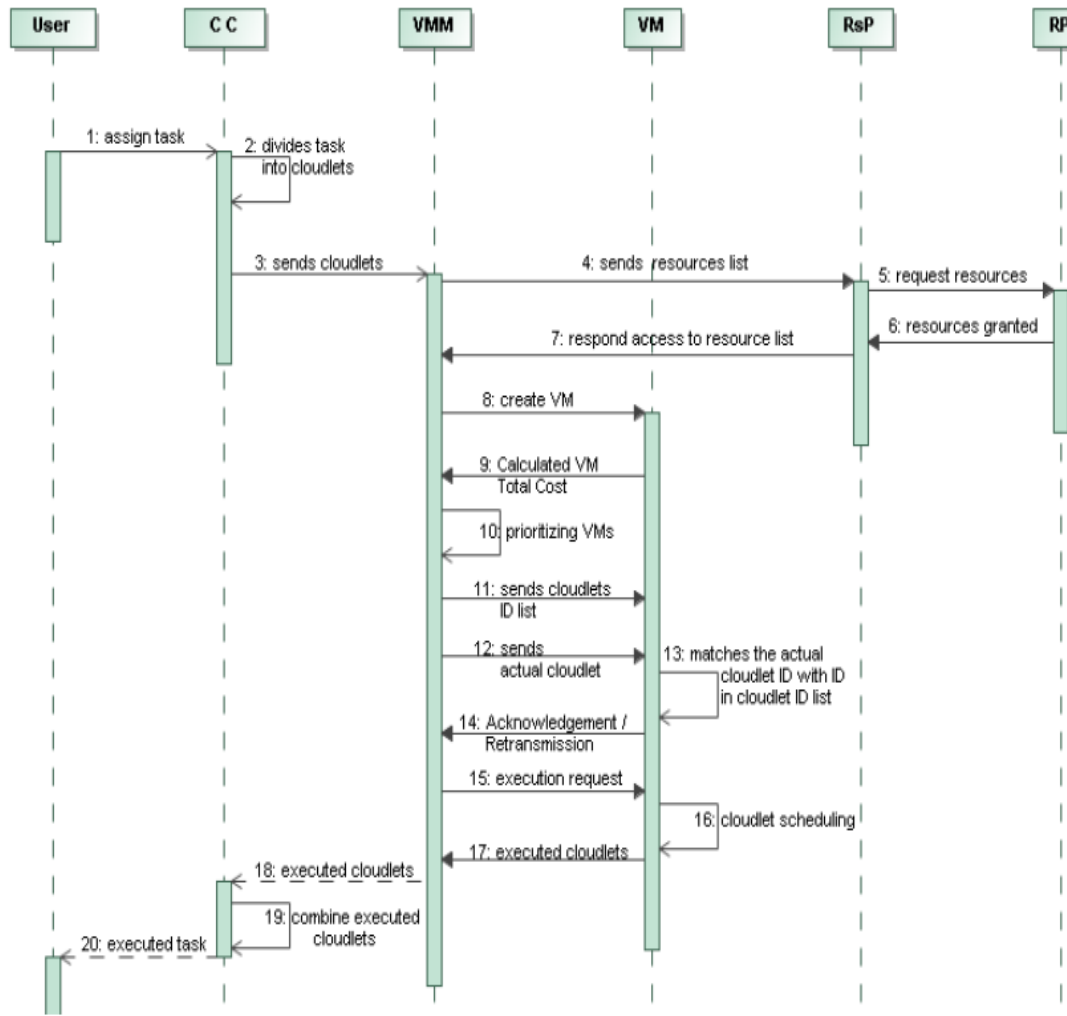 User
C C
VMM
VM
RsP
RP
1: assign task
2: divides task
into cloudlets
3: sends cloudlets
4: sends resources list
5: request resources
6: resources granted
7: respond access to resource list
8: create VM
9: Calculated VM
Total Cost
10: prioritizing VMs
11: sends cloudlets
ID list
12: sends
actual cloudlet
13: matches the actual
cloudlet ID with ID
in cloudlet ID list
14: Acknowledgement /
Retransmission
15: execution request
16: cloudlet scheduling
17: executed cloudlets
18: executed cloudlets
19: combine executed
cloudlets
20: executed task